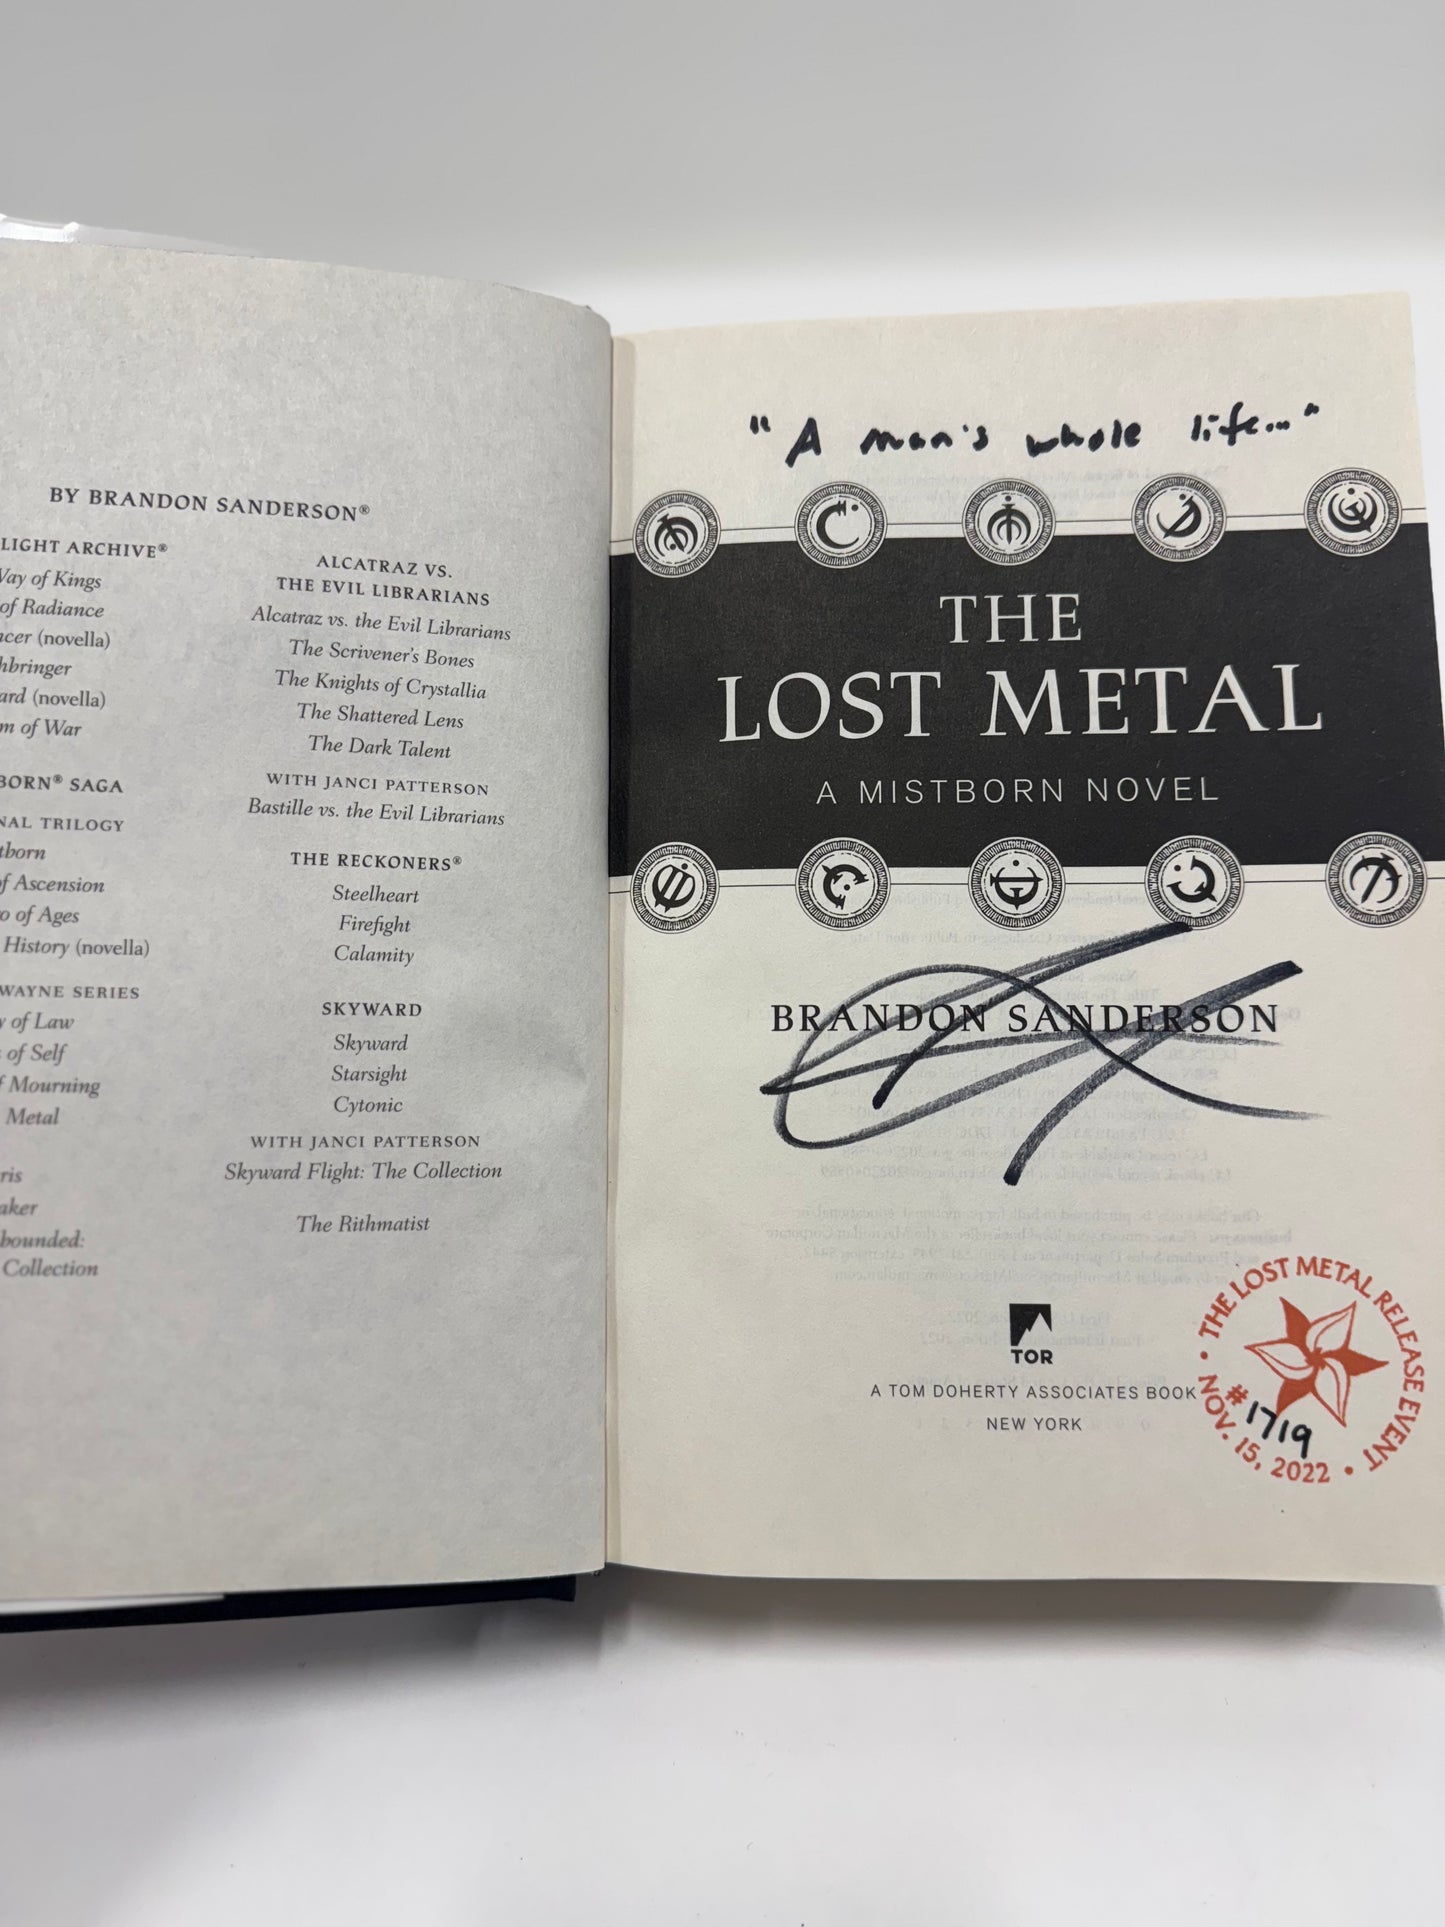 BY BRANDON SANDERSON®
LIGHT ARCHIVE®
Way of Kings
of Radiance
ncer (novella)
hbringer
ard (novella)
m of War
BORN® SAGA
NAL TRILOGY
tborn
of Ascension
ro of Ages
History (novella)
WAYNE SERIES
y of Law
s of Self
f Mourning
Metal
ris
aker
bounded:
Collection
ALCATRAZ VS.
THE EVIL LIBRARIANS
Alcatraz vs. the Evil Librarians
The Scrivener's Bones
The Knights of Crystallia
The Shattered Lens
The Dark Talent
WITH JANCI PATTERSON
Bastille vs. the Evil Librarians
THE RECKONERS®
Steelheart
Firefight
Calamity
SKYWARD
Skyward
Starsight
Cytonic
WITH JANCI PATTERSON
Skyward Flight: The Collection
The Rithmatist
"A man's whole life..."
THE
LOST METAL
A MISTBORN NOVEL
BRANDON SANDERSON
TOR
A TOM DOHERTY ASSOCIATES BOOK
NEW YORK
• THE LOST METAL RELEASE EVENT •
NOV. 15, 2022
#1719